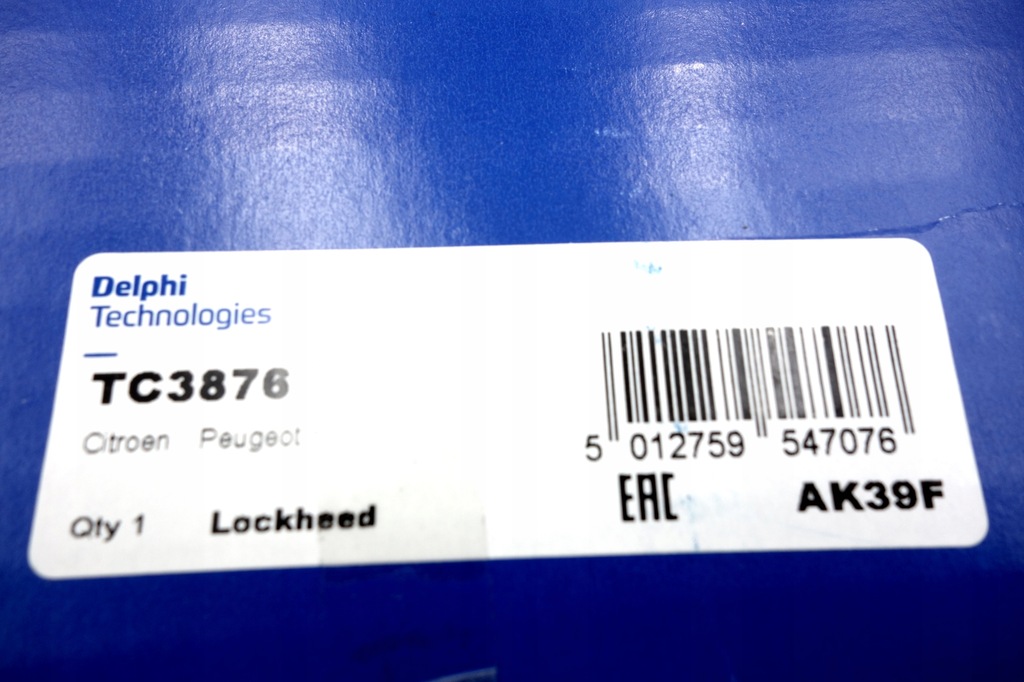 Delphi
Technologies
TC3876
Citroen Peugeot
Qty 1 Lockheed
5 012759 547076
EAC AK39F